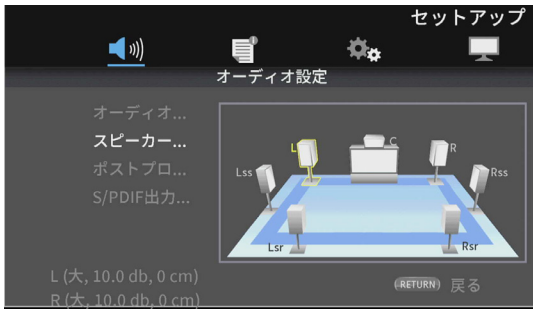 セットアップ
オーディオ設定
オーディオ...
スピーカー...
ポストプロ...
S/PDIF出力...
L
C
R
Lss
Rss
Lsr
Rsr
L (大, 10.0 db, 0 cm)
R (大, 10.0 db, 0 cm)
RETURN 戻る